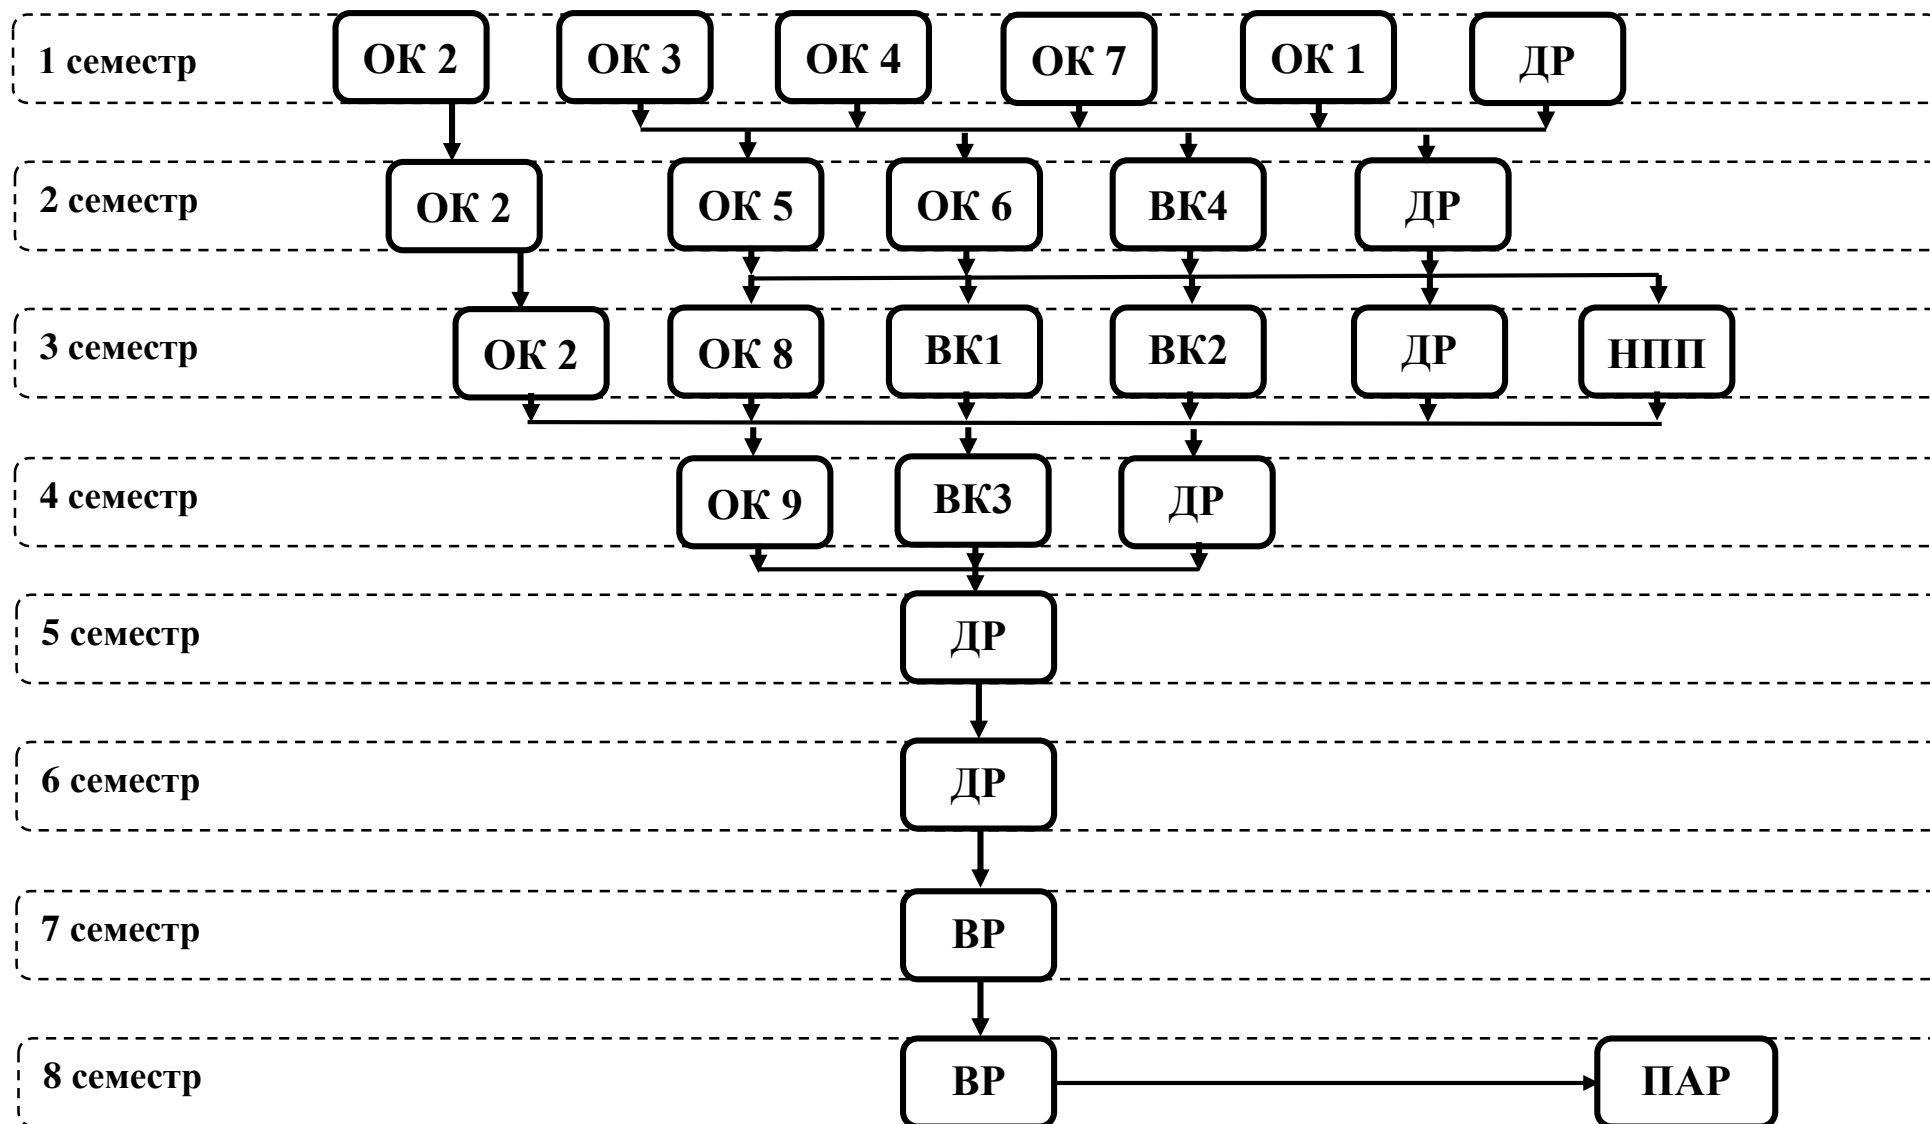 1 семестр ОК 2 ОК 3 ОК 4 ОК 7 ОК 1 ДР
2 семестр ОК 2 ОК 5 ОК 6 ВК4 ДР
3 семестр ОК 2 ОК 8 ВК1 ВК2 ДР НПП
4 семестр ОК 9 ВК3 ДР
5 семестр ДР
6 семестр ДР
7 семестр ВР
8 семестр ВР ПАР